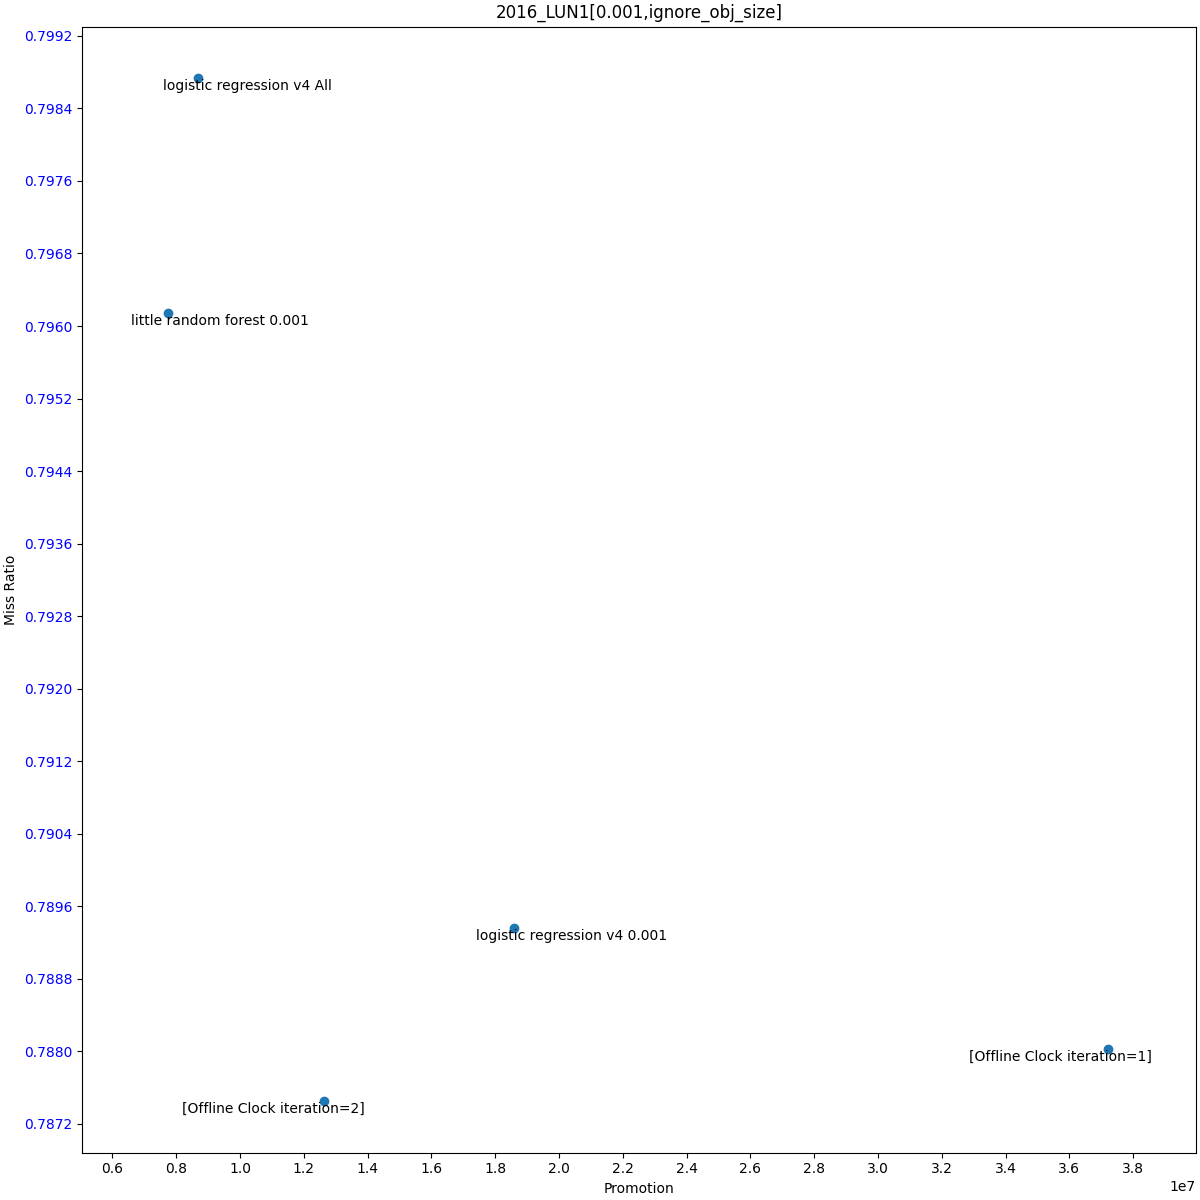 2016_LUN1[0.001,ignore_obj_size]
0.7992
0.7984
0.7976
0.7968
0.7960
0.7952
0.7944
0.7936
0.7928
0.7920
0.7912
0.7904
0.7896
0.7888
0.7880
0.7872
Miss Ratio
logistic regression v4 All
little random forest 0.001
logistic regression v4 0.001
[Offline Clock iteration=1]
[Offline Clock iteration=2]
0.6 0.8 1.0 1.2 1.4 1.6 1.8 2.0 2.2 2.4 2.6 2.8 3.0 3.2 3.4 3.6 3.8
1e7
Promotion